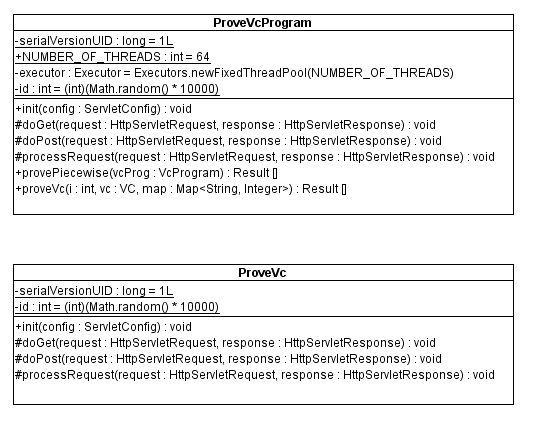 ProveVcProgram
-serialVersionUID : long = 1L
+NUMBER_OF_THREADS : int = 64
-executor : Executor = Executors.newFixedThreadPool(NUMBER_OF_THREADS)
-id : int = (int)(Math.random() * 10000)
+init(config : ServletConfig) : void
#doGet(request : HttpServletRequest, response : HttpServletResponse) : void
#doPost(request : HttpServletRequest, response : HttpServletResponse) : void
#processRequest(request : HttpServletRequest, response : HttpServletResponse) : void
+provePiecewise(vcProg : VcProgram) : Result []
+proveVc(i : int, vc : VC, map : Map<String, Integer>) : Result []
ProveVc
-serialVersionUID : long = 1L
-id : int = (int)(Math.random() * 10000)
+init(config : ServletConfig) : void
#doGet(request : HttpServletRequest, response : HttpServletResponse) : void
#doPost(request : HttpServletRequest, response : HttpServletResponse) : void
#processRequest(request : HttpServletRequest, response : HttpServletResponse) : void